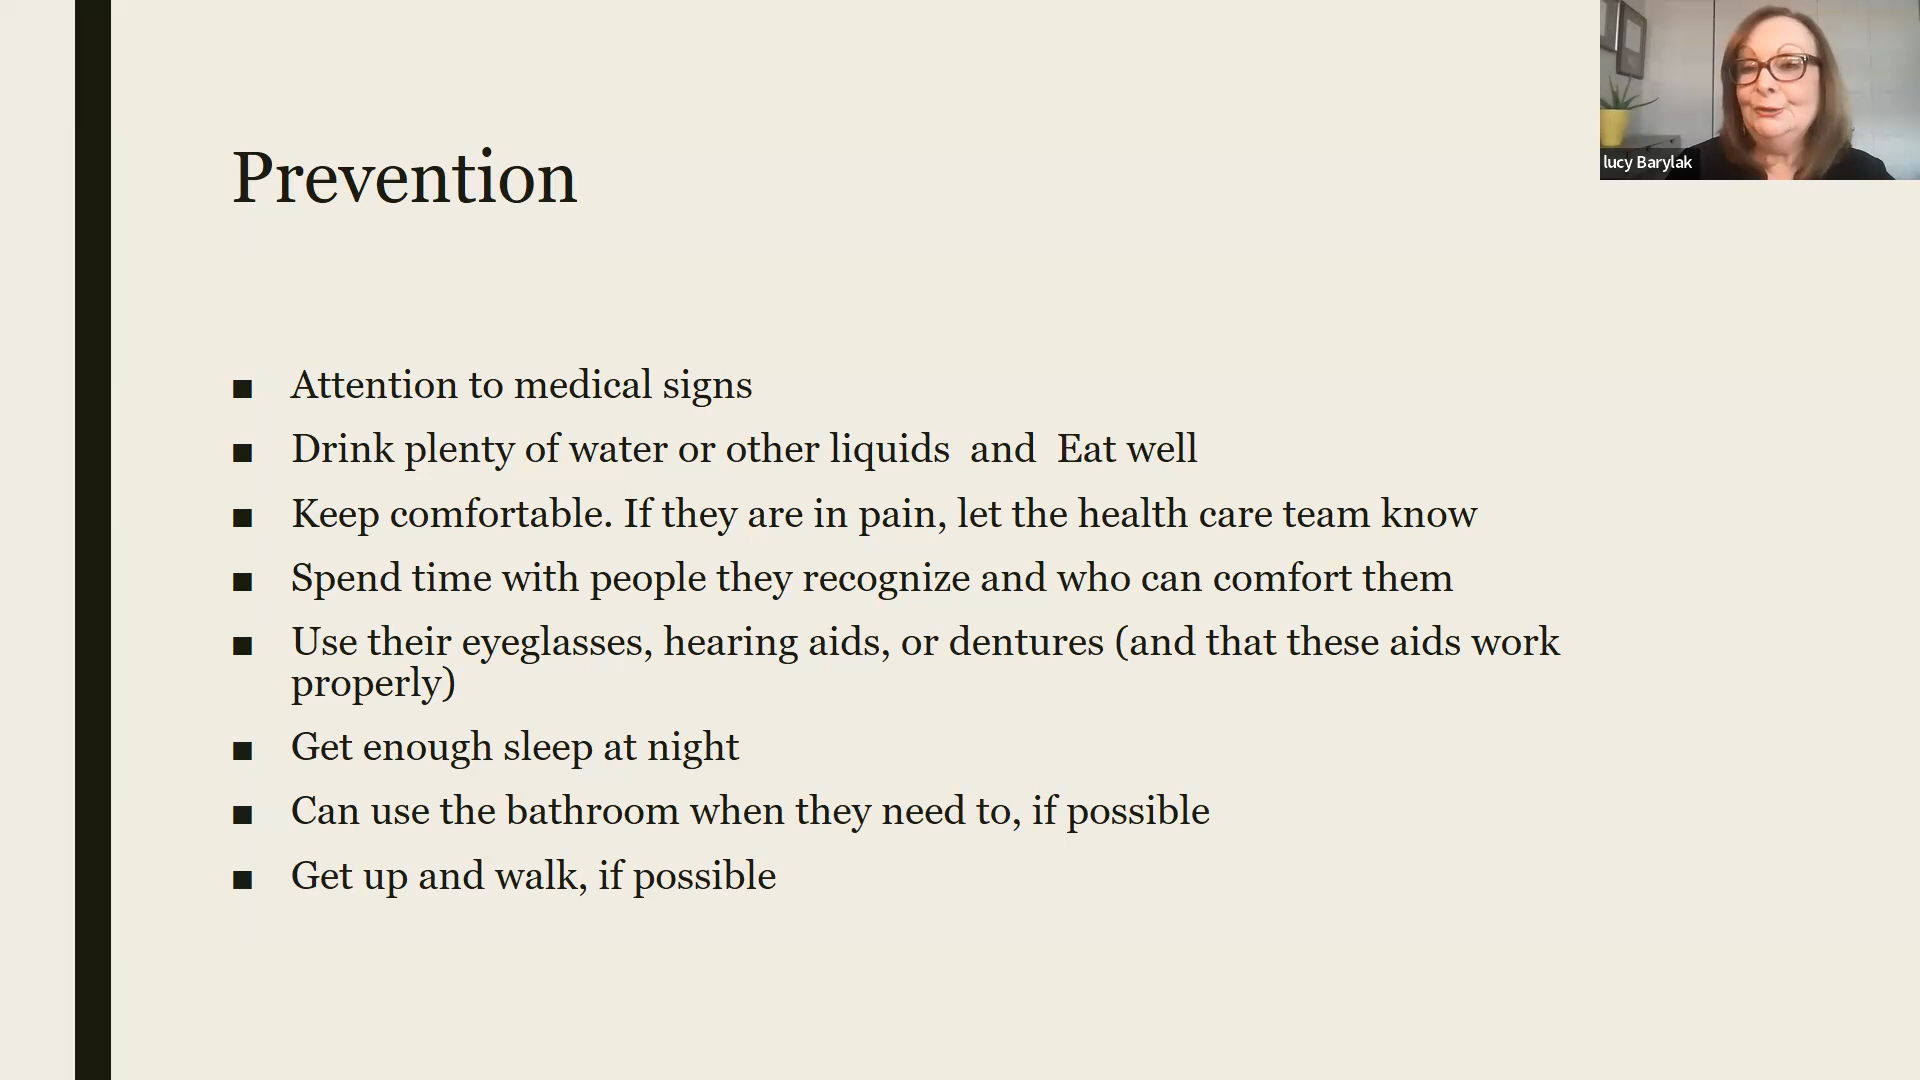 Prevention
lucy Barylak
■ Attention to medical signs
■ Drink plenty of water or other liquids  and  Eat well
■ Keep comfortable. If they are in pain, let the health care team know
■ Spend time with people they recognize and who can comfort them
■ Use their eyeglasses, hearing aids, or dentures (and that these aids work
properly)
■ Get enough sleep at night
■ Can use the bathroom when they need to, if possible
■ Get up and walk, if possible